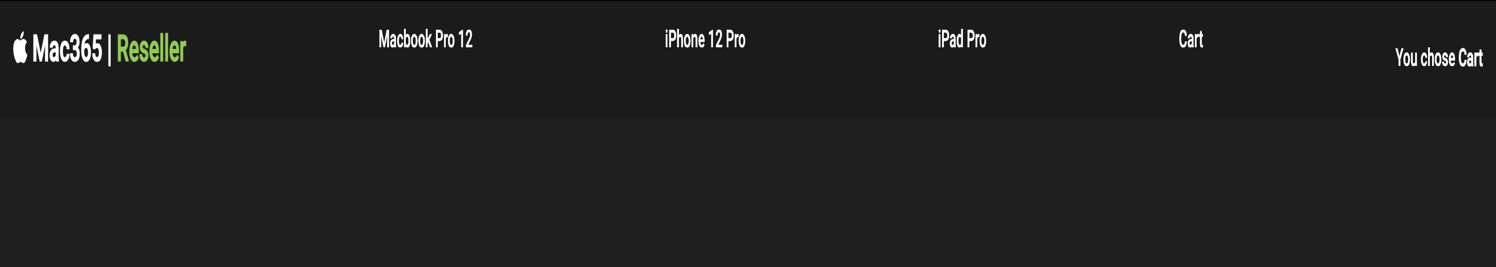 Mac365 | Reseller
Macbook Pro 12
iPhone 12 Pro
iPad Pro
Cart
You chose Cart